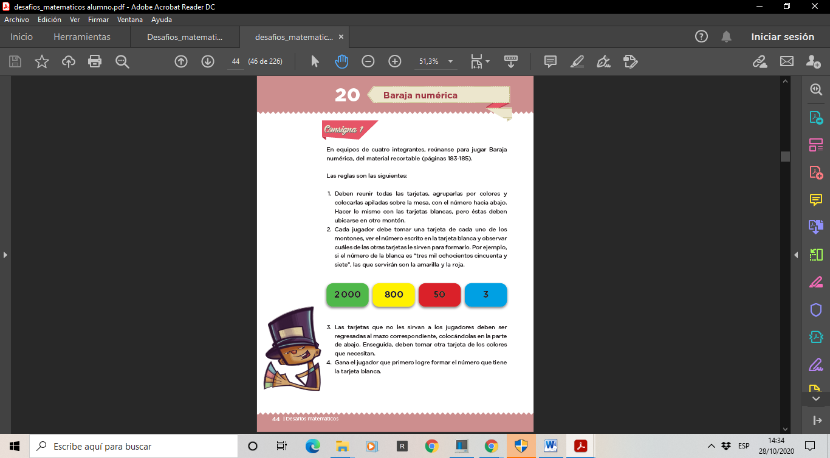 desafios_matematicos alumno.pdf - Adobe Acrobat Reader DC
Archivo Edición Ver Firmar Ventana Ayuda
Inicio Herramientas Desafios_matemati... desafios_matematic... × Iniciar sesión
44 (46 de 226) 51,3%
20 Baraja numérica
Consigna 1
En equipos de cuatro integrantes, reúnanse para jugar Baraja
numérica, del material recortable (páginas 183-185).
Las reglas son las siguientes:
1. Deben reunir todas las tarjetas, agruparlas por colores y
colocarlas apiladas sobre la mesa, con el número hacia abajo.
Hacer lo mismo con las tarjetas blancas, pero éstas deben
ubicarse en otro montón.
2. Cada jugador debe tomar una tarjeta de cada uno de los
montones, ver el número escrito en la tarjeta blanca y observar
cuáles de las otras tarjetas le sirven para formarlo. Por ejemplo,
si el número de la blanca es "tres mil ochocientos cincuenta y
siete", las que servirán son la amarilla y la roja.
2000 800 50 3
3. Las tarjetas que no les sirvan a los jugadores deben ser
regresadas al mazo correspondiente, colocándolas en la parte
de abajo. Enseguida, deben tomar otra tarjeta de los colores
que necesitan.
4. Gana el jugador que primero logre formar el número que tiene
la tarjeta blanca.
44 | Desafíos matemáticos
Escribe aquí para buscar
ESP
14:34
28/10/2020